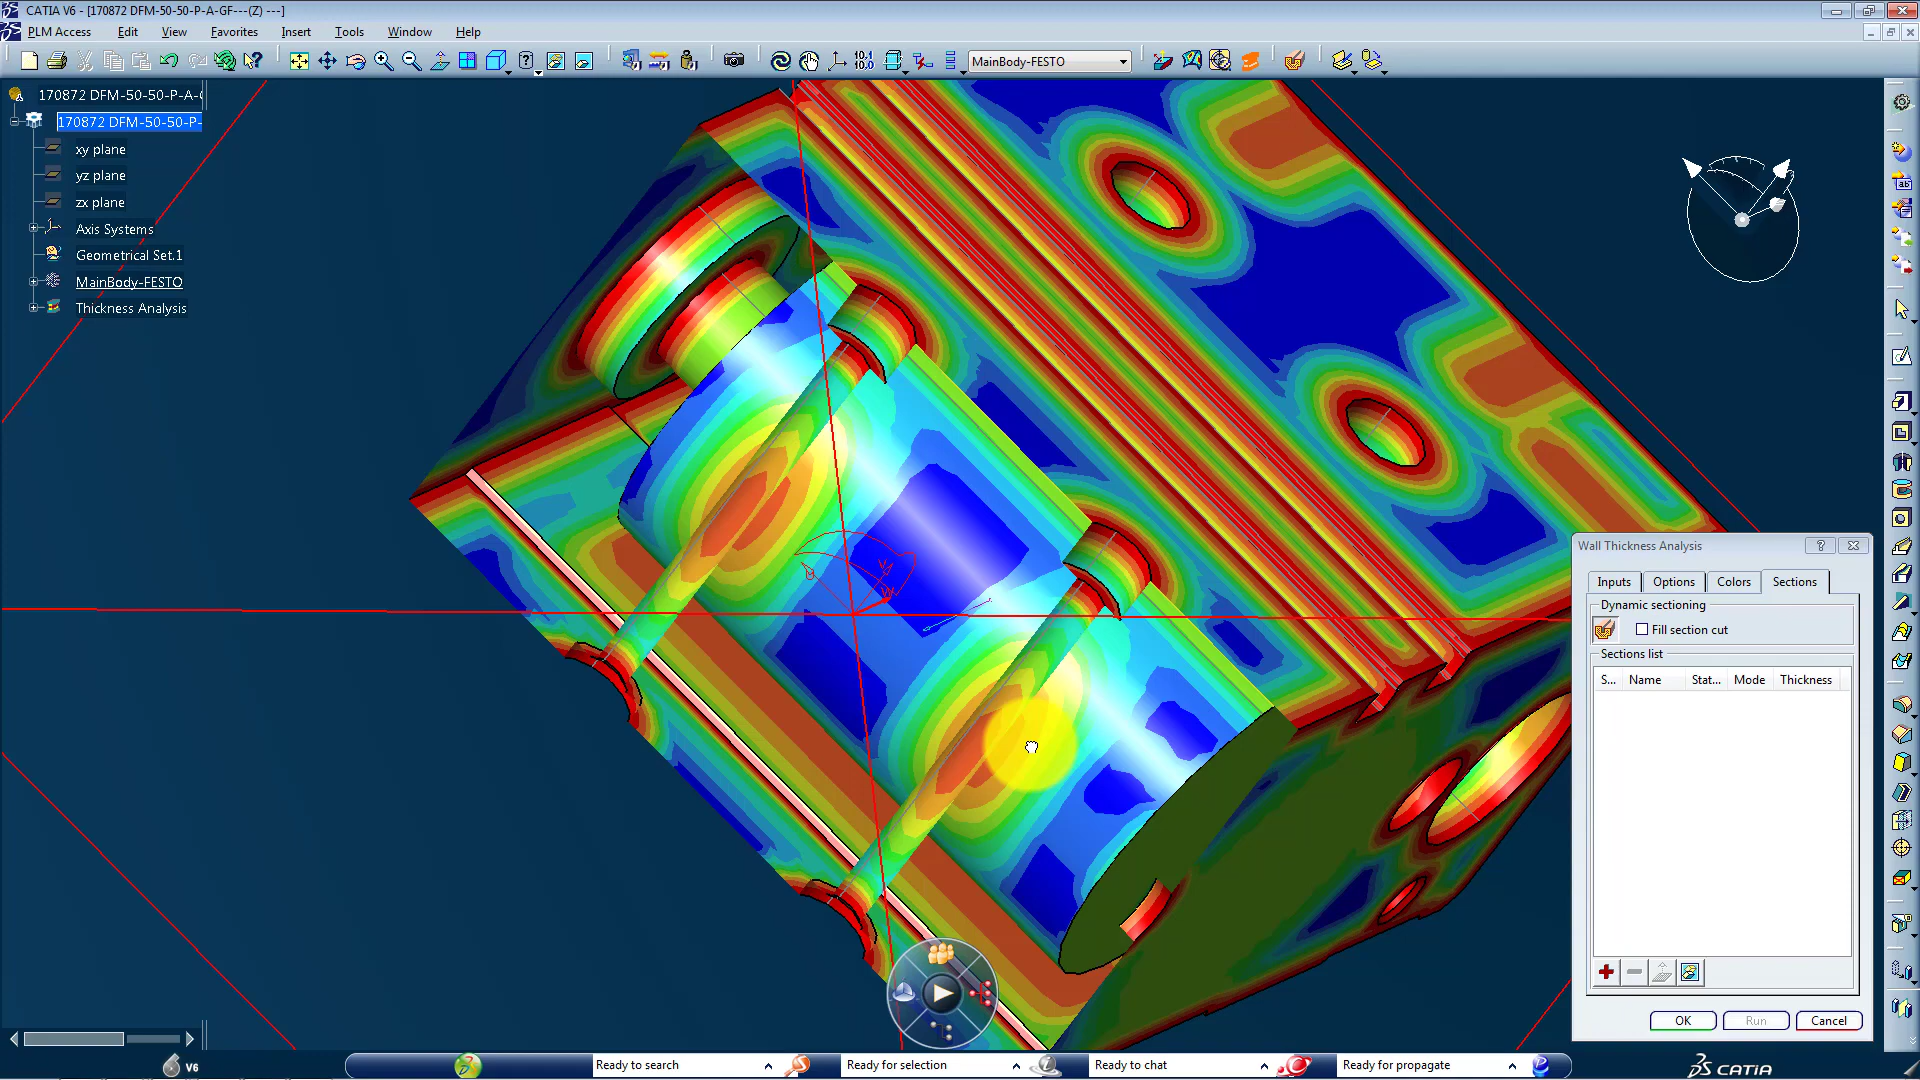 CATIA V6 - [170872 DFM-50-50-P-A-GF---(Z) ---]
PLM Access Edit View Favorites Insert Tools Window Help
10.1
10.0
MainBody-FESTO
170872 DFM-50-50-P-A-
170872 DFM-50-50-P-
xy plane
yz plane
zx plane
Axis Systems
Geometrical Set.1
MainBody-FESTO
Thickness Analysis
Wall Thickness Analysis
Inputs Options Colors Sections
Dynamic sectioning
Fill section cut
Sections list
S... Name Stat... Mode Thickness
OK Run Cancel
V6
Ready to search
Ready for selection
Ready to chat
Ready for propagate
CATIA